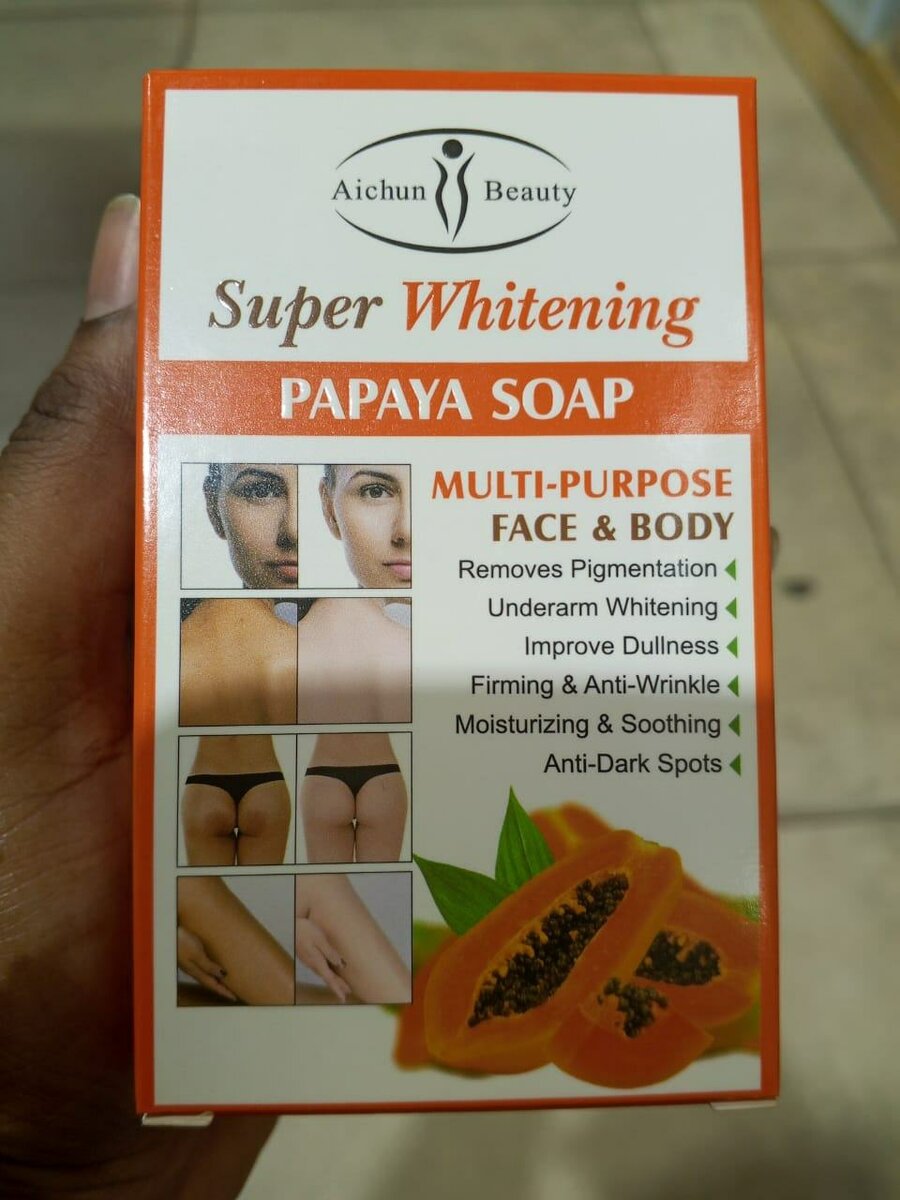 Aichun Beauty
Super Whitening
PAPAYA SOAP
MULTI-PURPOSE
FACE & BODY
Removes Pigmentation
Underarm Whitening
Improve Dullness
Firming & Anti-Wrinkle
Moisturizing & Soothing
Anti-Dark Spots